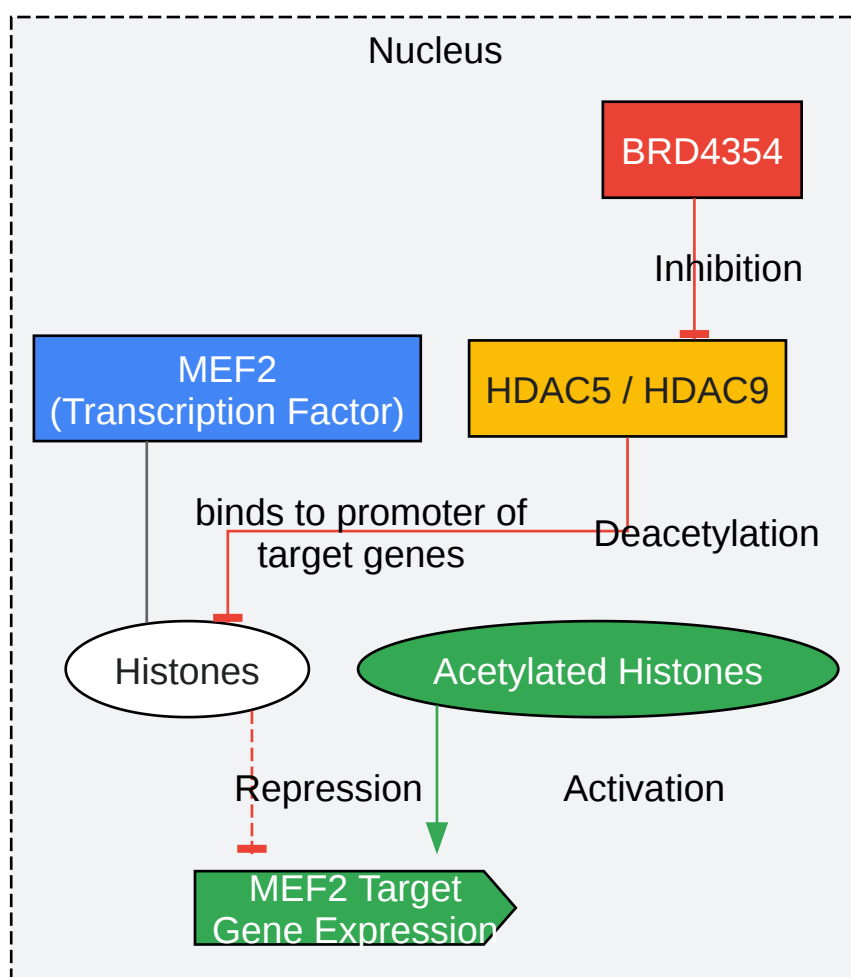 Nucleus
BRD4354
Inhibition
MEF2
(Transcription Factor)
HDAC5 / HDAC9
binds to promoter of
target genes
Deacetylation
Histones
Acetylated Histones
Repression
Activation
MEF2 Target
Gene Expression